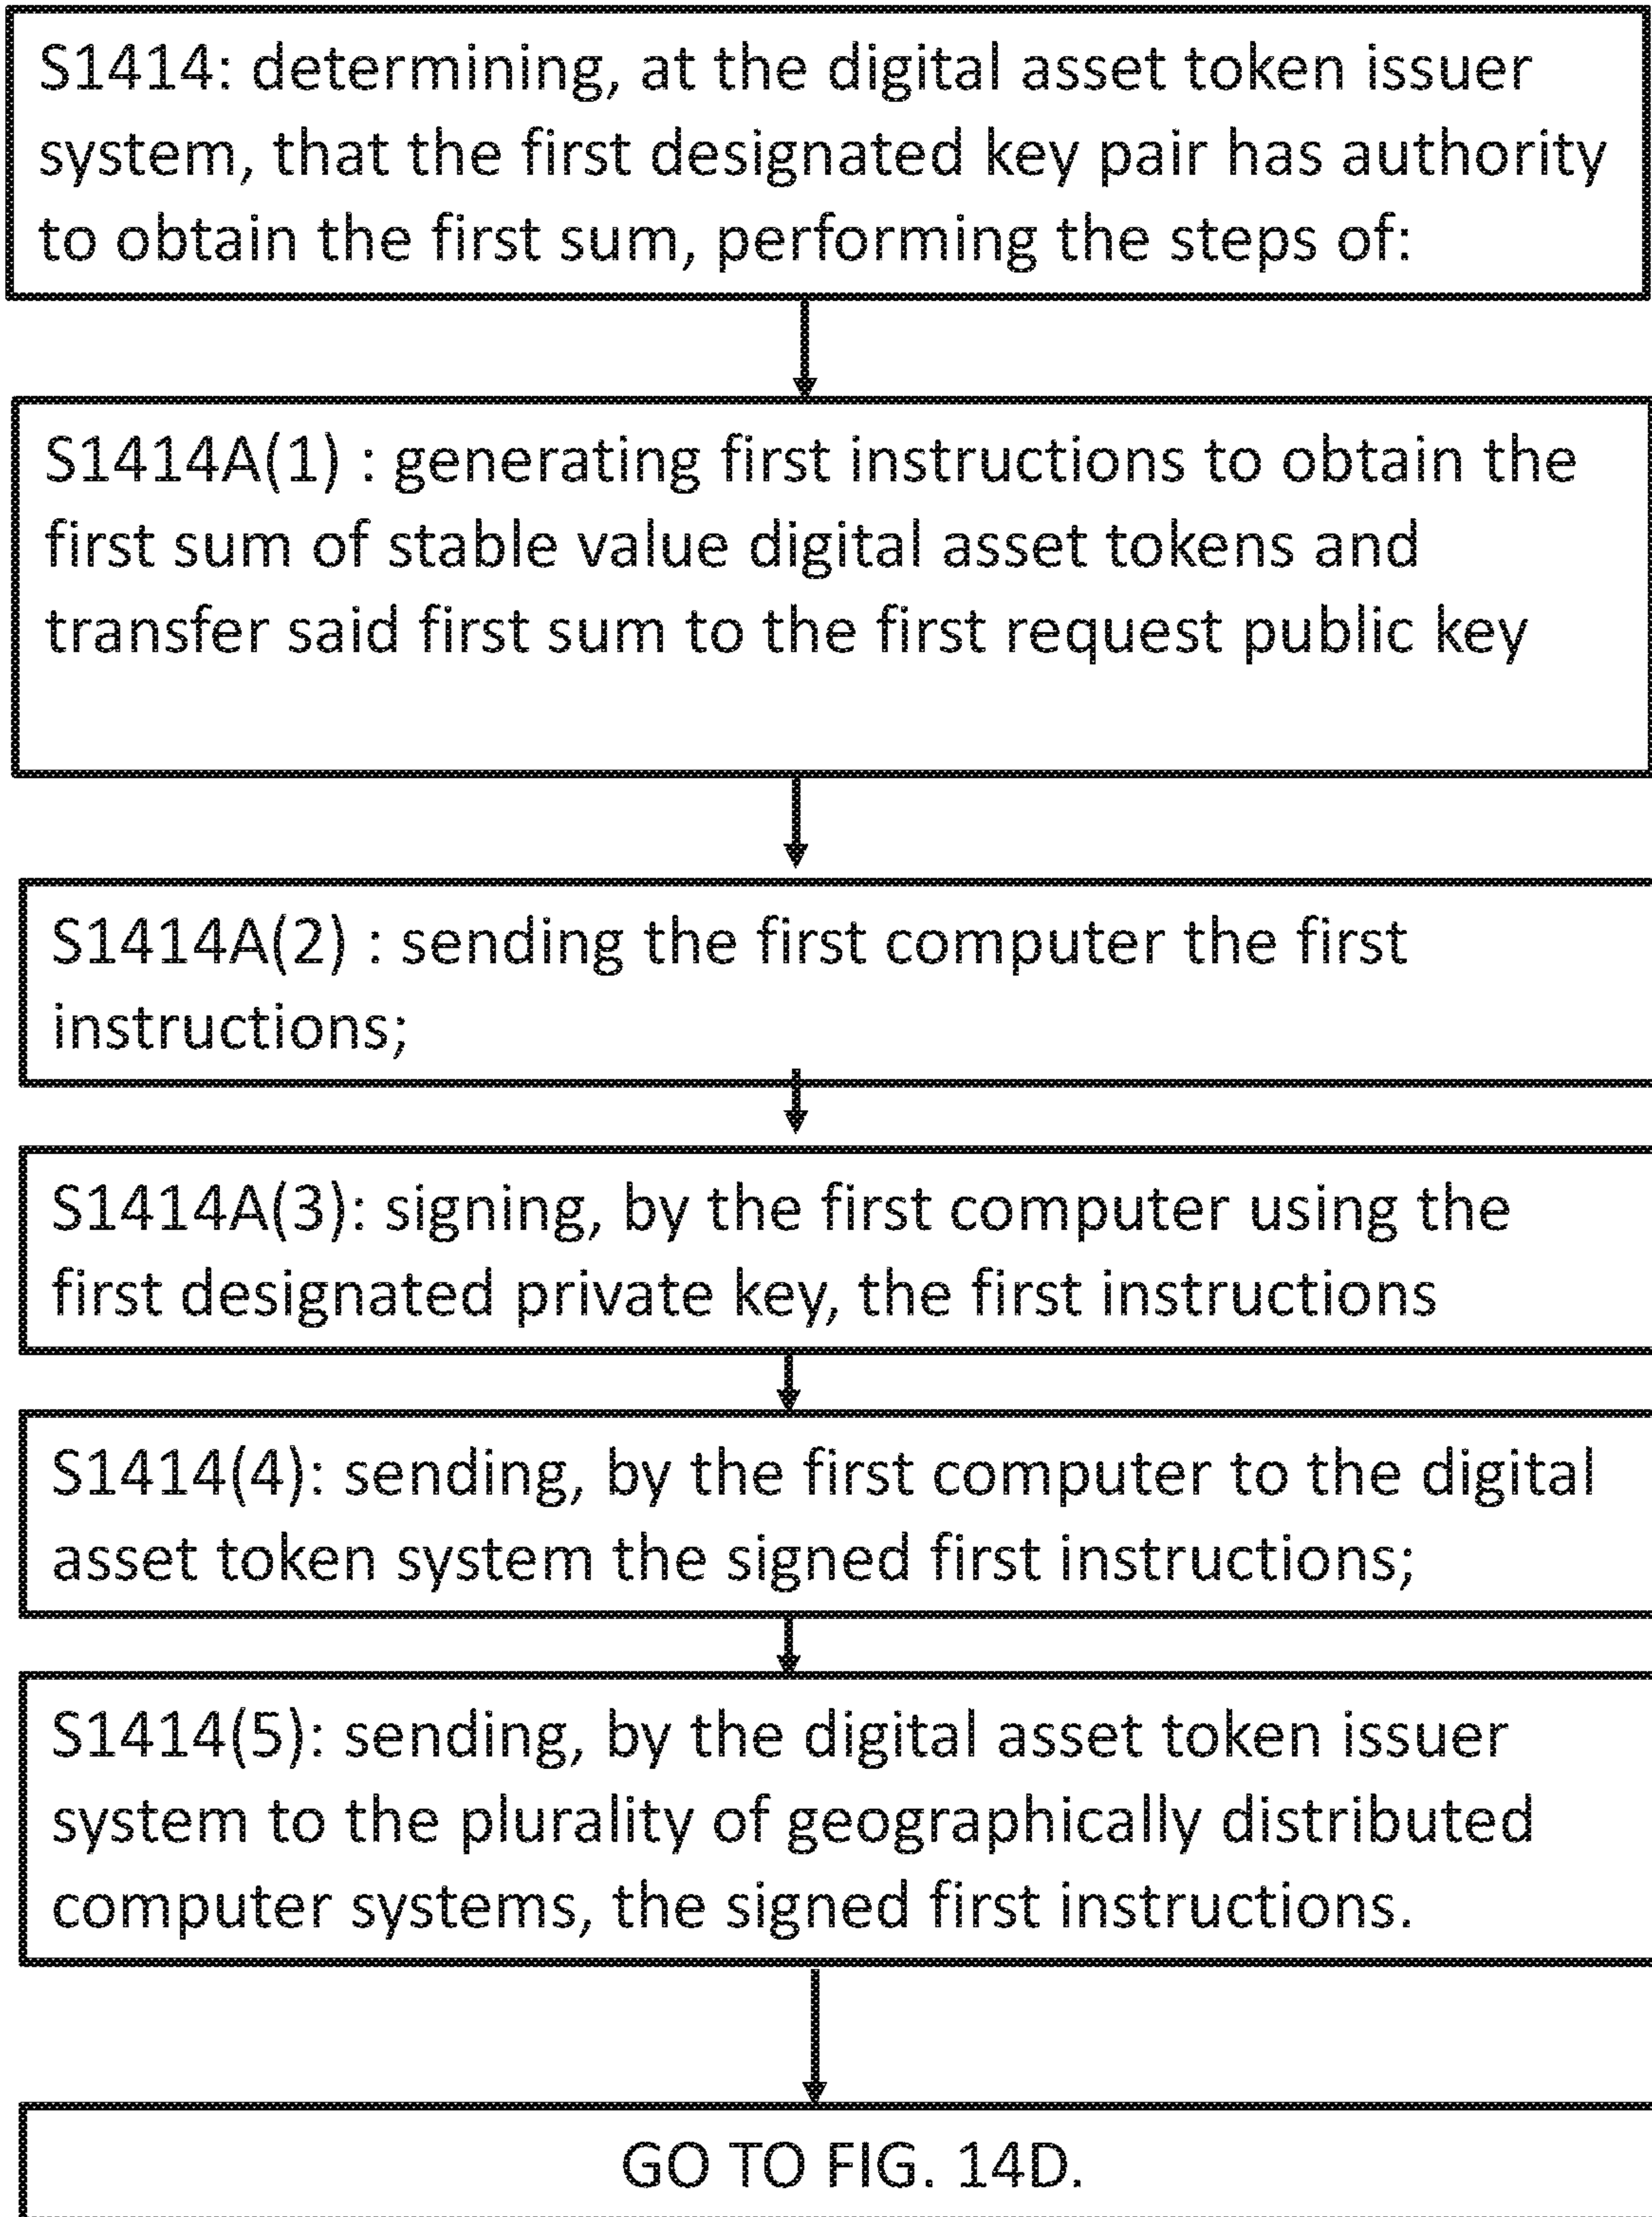 S1414: determining, at the digital asset token issuer
system, that the first designated key pair has authority
to obtain the first sum, performing the steps of:
S1414A(1) : generating first instructions to obtain the
first sum of stable value digital asset tokens and
transfer said first sum to the first request public key
S1414A(2) : sending the first computer the first
instructions;
S1414A(3): signing, by the first computer using the
first designated private key, the first instructions
S1414(4): sending, by the first computer to the digital
asset token system the signed first instructions;
S1414(5): sending, by the digital asset token issuer
system to the plurality of geographically distributed
computer systems, the signed first instructions.
GO TO FIG. 14D.